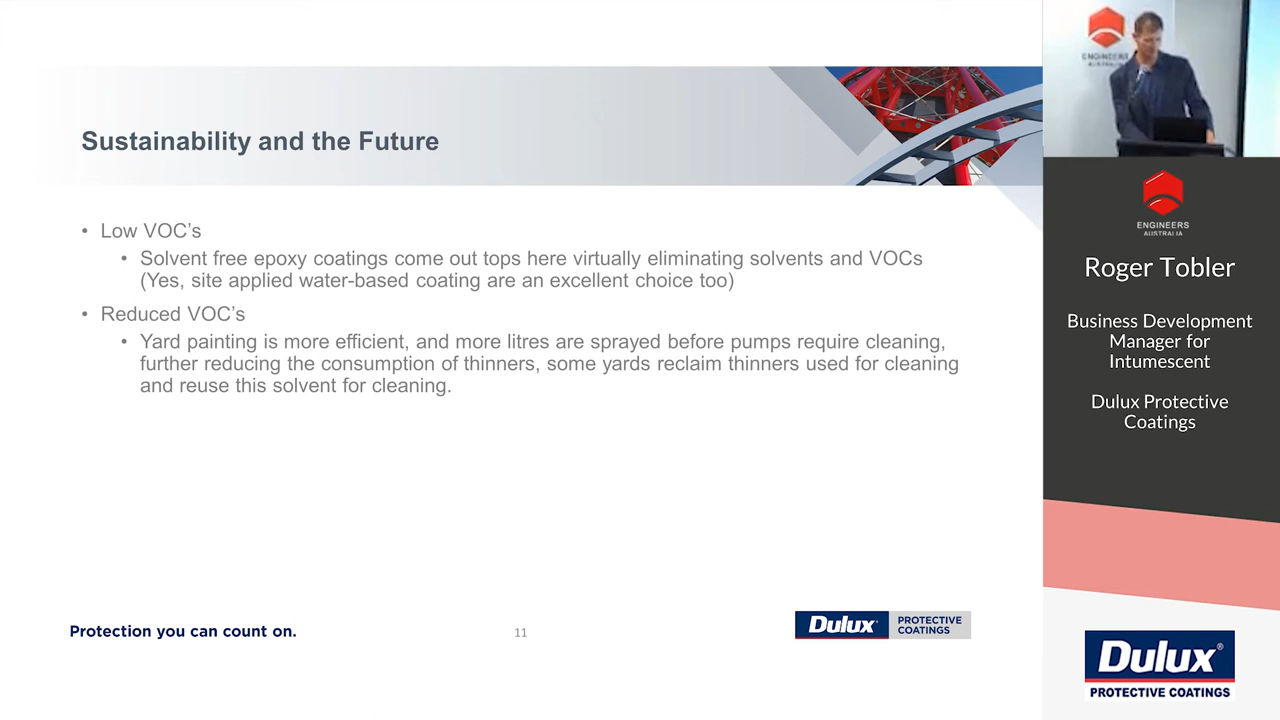 Sustainability and the Future
• Low VOC’s
• Solvent free epoxy coatings come out tops here virtually eliminating solvents and VOCs
(Yes, site applied water-based coating are an excellent choice too)
• Reduced VOC’s
• Yard painting is more efficient, and more litres are sprayed before pumps require cleaning,
further reducing the consumption of thinners, some yards reclaim thinners used for cleaning
and reuse this solvent for cleaning.
Protection you can count on.
11
Dulux
PROTECTIVE
COATINGS
ENGINEERS
AUSTRALIA
ENGINEERS
AUSTRALIA
Roger Tobler
Business Development
Manager for
Intumescent
Dulux Protective
Coatings
Dulux®
PROTECTIVE COATINGS